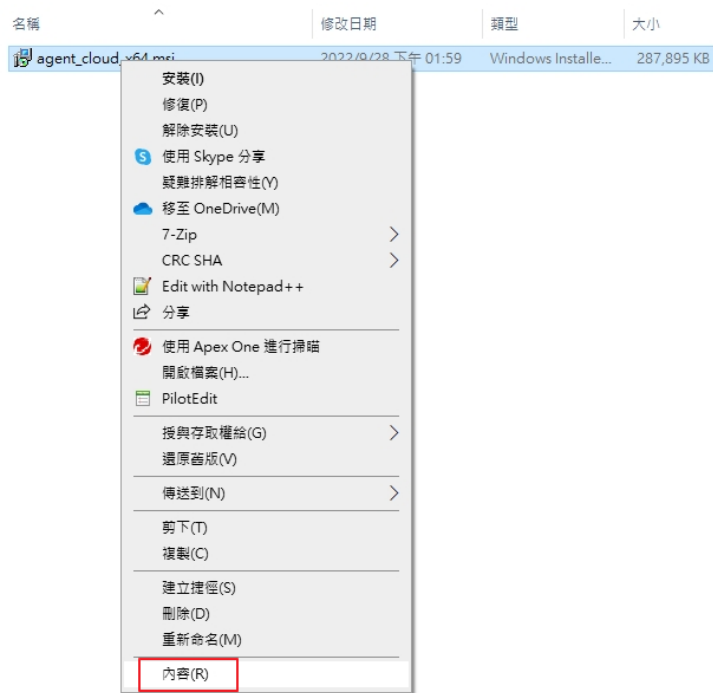 名稱 修改日期 類型 大小
agent_cloud_x64.msi 2022/9/28 下午 01:59 Windows Installe... 287,895 KB
安裝(I)
修復(P)
解除安裝(U)
使用 Skype 分享
疑難排解相容性(Y)
移至 OneDrive(M)
7-Zip
CRC SHA
Edit with Notepad++
分享
使用 Apex One 進行掃瞄
開啟檔案(H)...
PilotEdit
授與存取權給(G)
還原舊版(V)
傳送到(N)
剪下(T)
複製(C)
建立捷徑(S)
刪除(D)
重新命名(M)
內容(R)